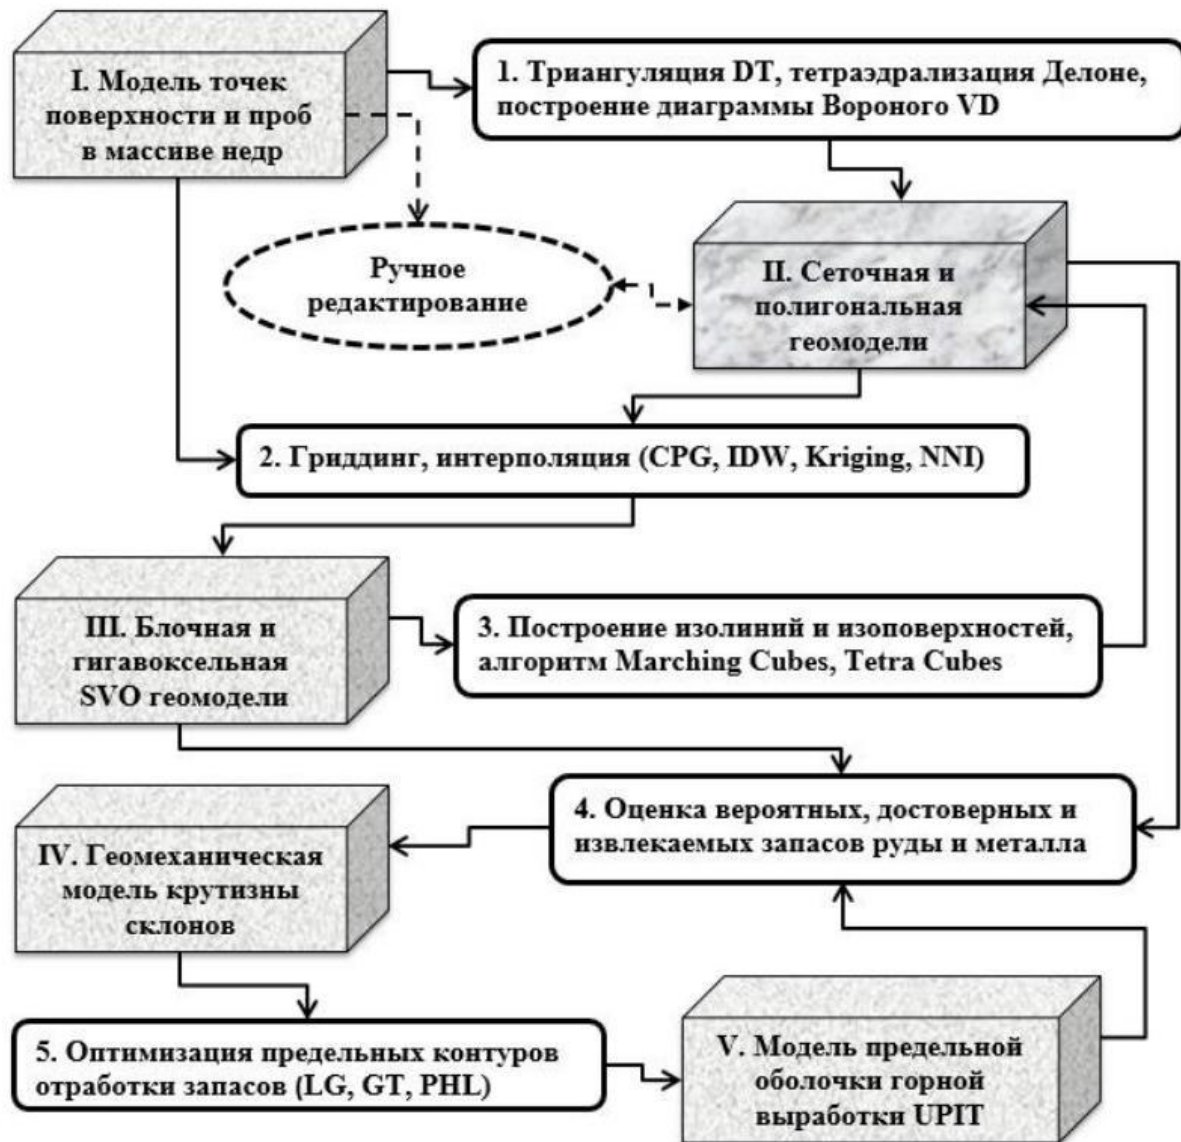 I. Модель точек
поверхности и проб
в массиве недр
1. Триангуляция DT, тетраэдрализация Делоне,
построение диаграммы Вороного VD
Ручное
редактирование
II. Сеточная и
полигональная
геомодели
2. Гриддинг, интерполяция (CPG, IDW, Kriging, NNI)
III. Блочная и
гигавоксельная
SVO геомодели
3. Построение изолиний и изоповерхностей,
алгоритм Marching Cubes, Tetra Cubes
4. Оценка вероятных, достоверных и
извлекаемых запасов руды и металла
IV. Геомеханическая
модель крутизны
склонов
5. Оптимизация предельных контуров
отработки запасов (LG, GT, PHL)
V. Модель предельной
оболочки горной
выработки UPIT